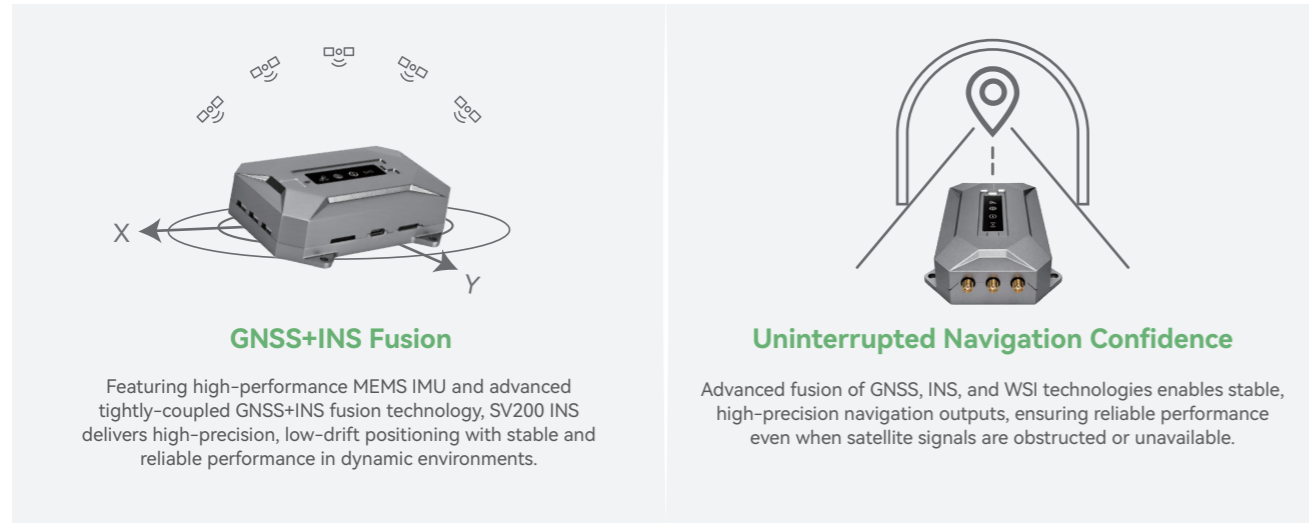 X
Y
GNSS+INS Fusion
Featuring high-performance MEMS IMU and advanced
tightly-coupled GNSS+INS fusion technology, SV200 INS
delivers high-precision, low-drift positioning with stable and
reliable performance in dynamic environments.
Uninterrupted Navigation Confidence
Advanced fusion of GNSS, INS, and WSI technologies enables stable,
high-precision navigation outputs, ensuring reliable performance
even when satellite signals are obstructed or unavailable.